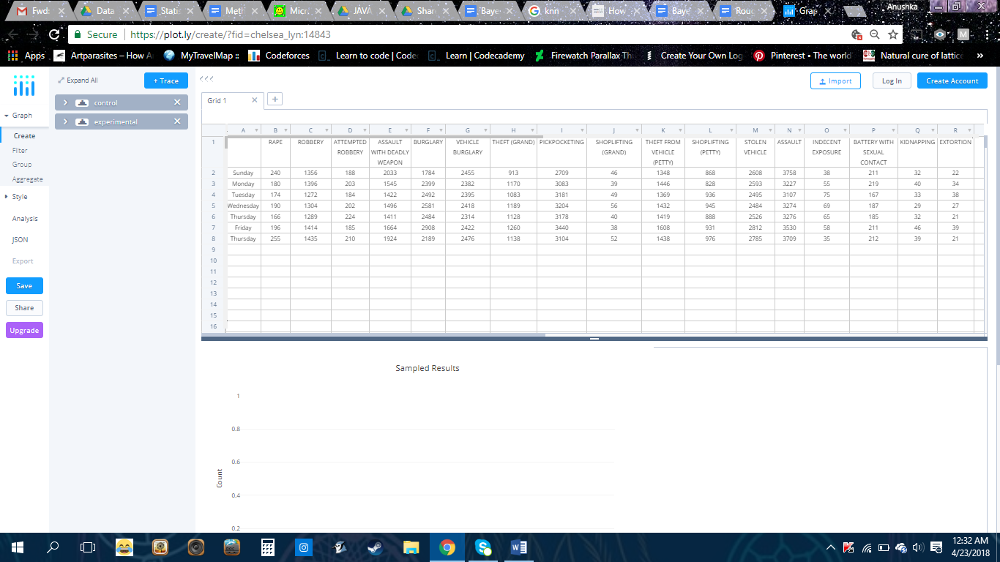 Fwd: Data Statis Meth Micr JAVA Shar 'Baye knn How Baye Roug Grap Anushka
Secure https://plot.ly/create/?fid=chelsea_lyn:14843
Apps Artparasites – How A MyTravelMap :: Codeforces Learn to code | Code Learn | Codecademy Firewatch Parallax Th Create Your Own Log Pinterest • The world Natural cure of lattice »
Expand All + Trace
control
experimental
Graph
Create
Filter
Group
Aggregate
Style
Analysis
JSON
Export
Save
Share
Upgrade
Import Log In Create Account
Grid 1
A B C D E F G H I J K L M N O P Q R
1 RAPE ROBBERY ATTEMPTED ROBBERY ASSAULT WITH DEADLY WEAPON BURGLARY VEHICLE BURGLARY THEFT (GRAND) PICKPOCKETING SHOPLIFTING (GRAND) THEFT FROM VEHICLE (PETTY) SHOPLIFTING (PETTY) STOLEN VEHICLE ASSAULT INDECENT EXPOSURE BATTERY WITH SEXUAL CONTACT KIDNAPPING EXTORTION
2 Sunday 240 1356 188 2033 1784 2455 913 2709 46 1348 868 2608 3758 38 211 32 22
3 Monday 180 1396 203 1545 2399 2382 1170 3083 39 1446 828 2593 3227 55 219 40 34
4 Tuesday 174 1272 184 1422 2492 2395 1083 3181 49 1369 936 2495 3107 75 167 33 38
5 Wednesday 190 1304 202 1496 2581 2418 1189 3204 56 1432 945 2484 3274 69 187 29 27
6 Thursday 166 1289 224 1411 2484 2314 1128 3178 40 1419 888 2526 3276 65 185 32 21
7 Friday 196 1414 185 1664 2908 2422 1260 3440 38 1608 931 2812 3530 58 211 46 39
8 Thursday 255 1435 210 1924 2189 2476 1138 3104 52 1438 976 2785 3709 35 212 39 21
9
10
11
12
13
14
15
16
Sampled Results
1
0.8
0.6
0.4
0.2
Count
12:32 AM
4/23/2018